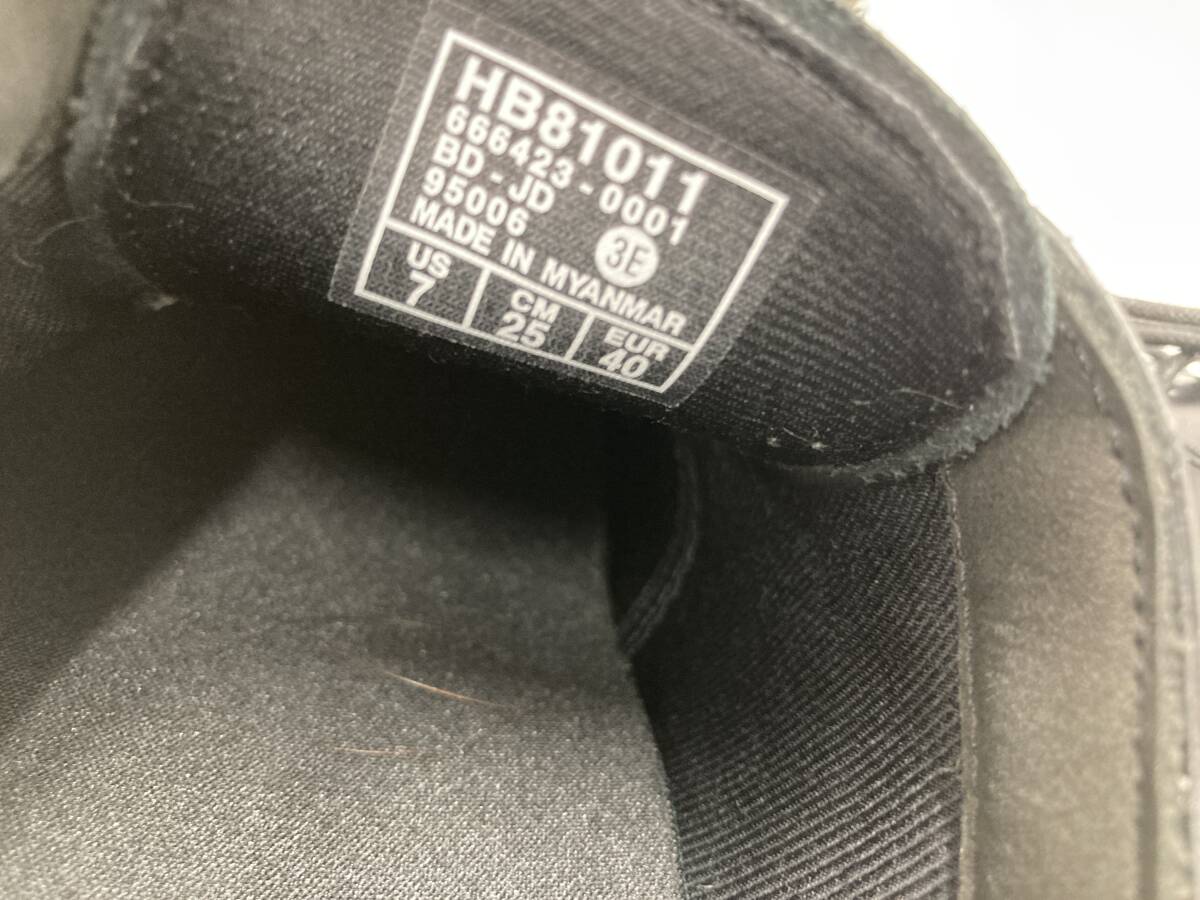 HB81011
666423-0001
BD-JD
95006 3E
MADE IN MYANMAR
US CM EUR
7 25 40